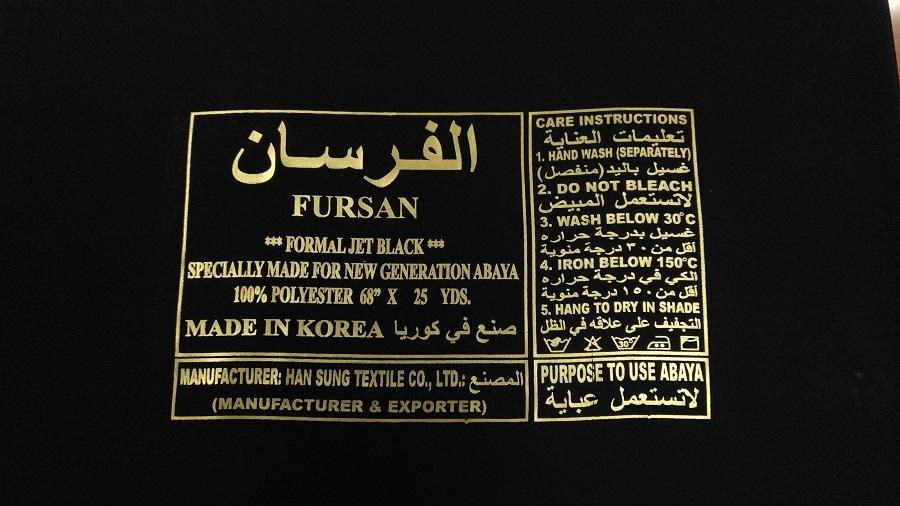 الفرسان
FURSAN
*** FORMAL JET BLACK ***
SPECIALLY MADE FOR NEW GENERATION ABAYA
100% POLYESTER 68" X 25 YDS.
MADE IN KOREA صنع في كوريا
MANUFACTURER: HAN SUNG TEXTILE CO., LTD.: المصنع
(MANUFACTURER & EXPORTER)
CARE INSTRUCTIONS
تعليمات العناية
1. HAND WASH (SEPARATELY)
غسيل باليد (منفصل)
2. DO NOT BLEACH
لاتستعمل المبيض
3. WASH BELOW 30°C
غسيل بدرجة حراره
أقل من ٣٠ درجة منوية
4. IRON BELOW 150°C
الكي في درجة حراره
أقل من ١٥٠ درجة منوية
5. HANG TO DRY IN SHADE
التجفيف على علاقه في الظل
30°
PURPOSE TO USE ABAYA
لاتستعمل عباية